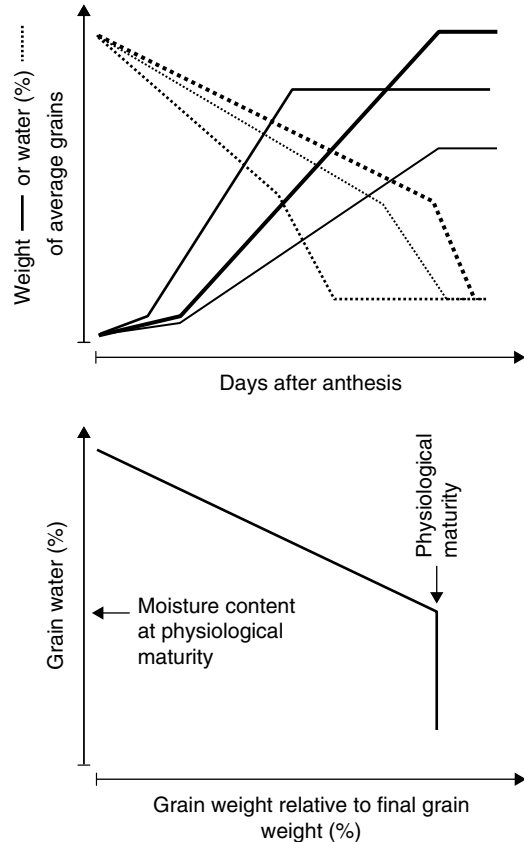 Weight — or water (%) ........
of average grains
Days after anthesis
Physiological
maturity
Grain water (%)
Moisture content
at physiological
maturity
Grain weight relative to final grain
weight (%)